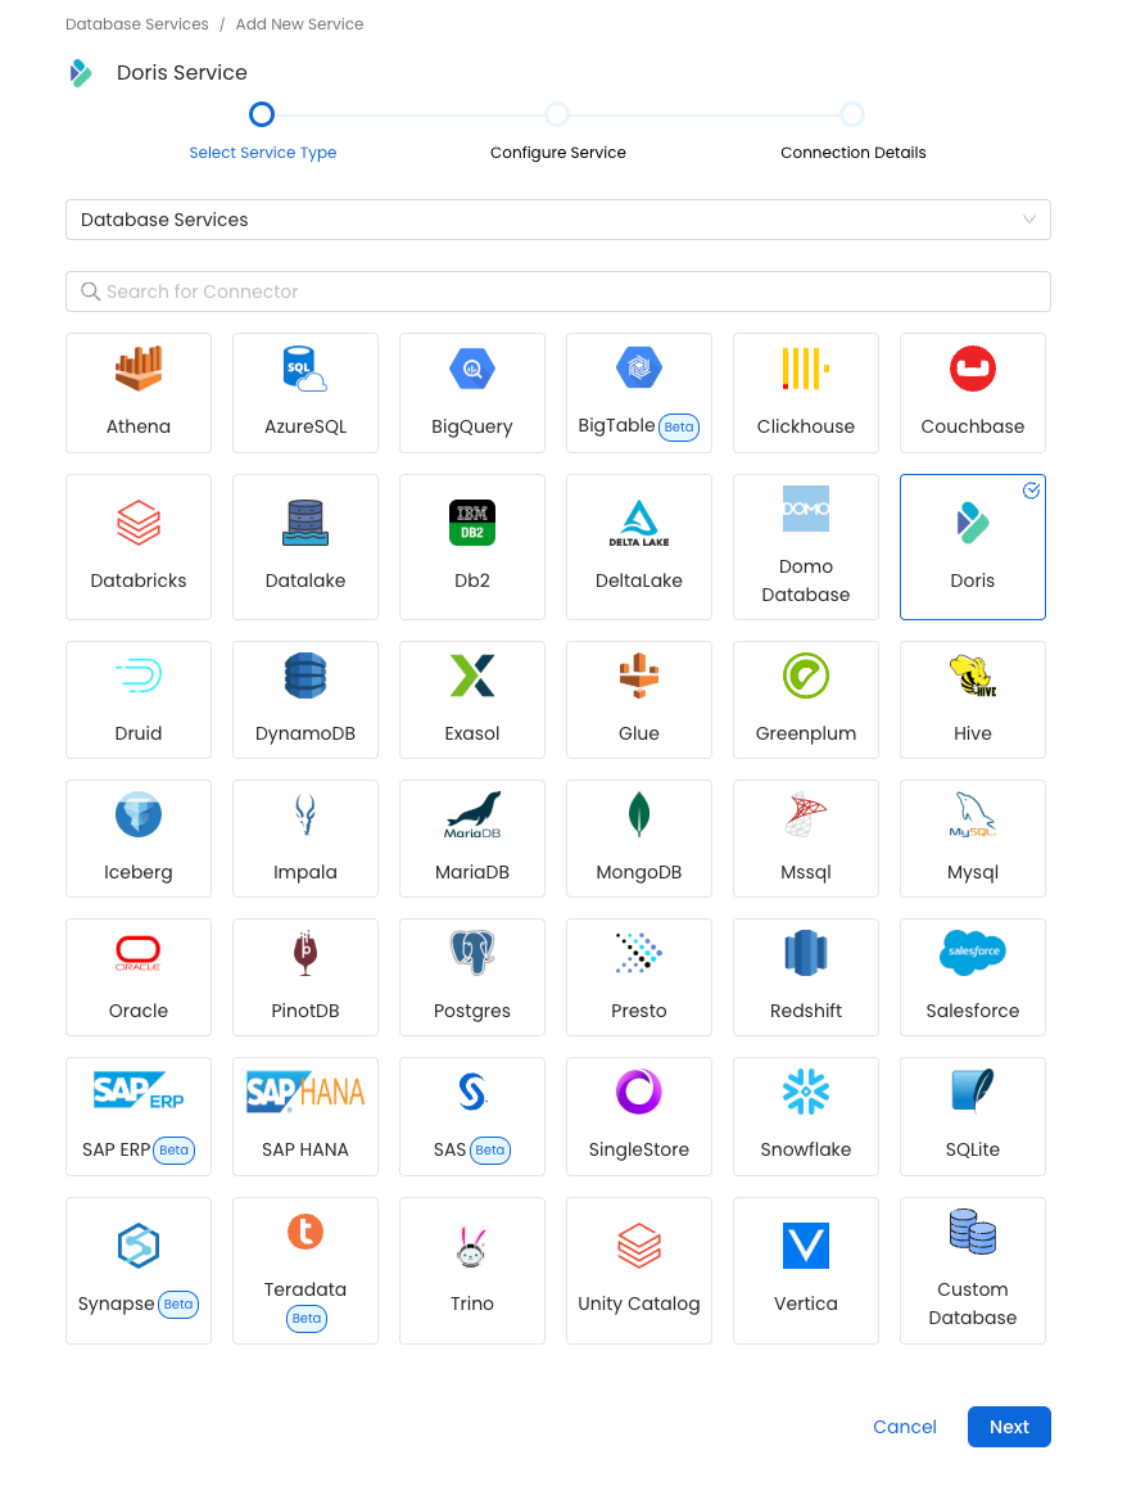 Database Services / Add New Service
Doris Service
Select Service Type
Configure Service
Connection Details
Database Services
Search for Connector
Athena
SQL
AzureSQL
BigQuery
BigTable Beta
Clickhouse
Couchbase
Databricks
Datalake
IBM
DB2
Db2
DELTA LAKE
DeltaLake
DOMO
Domo
Database
Doris
Druid
DynamoDB
Exasol
Glue
Greenplum
HIVE
Hive
Iceberg
Impala
MariaDB
MariaDB
MongoDB
Mssql
MySQL
Mysql
ORACLE
Oracle
p
PinotDB
Postgres
Presto
Redshift
salesforce
Salesforce
SAP ERP
SAP ERP Beta
SAP HANA
SAP HANA
SAS Beta
SingleStore
Snowflake
SQLite
Synapse Beta
t
Teradata
Beta
Trino
Unity Catalog
V
Vertica
Custom
Database
Cancel
Next